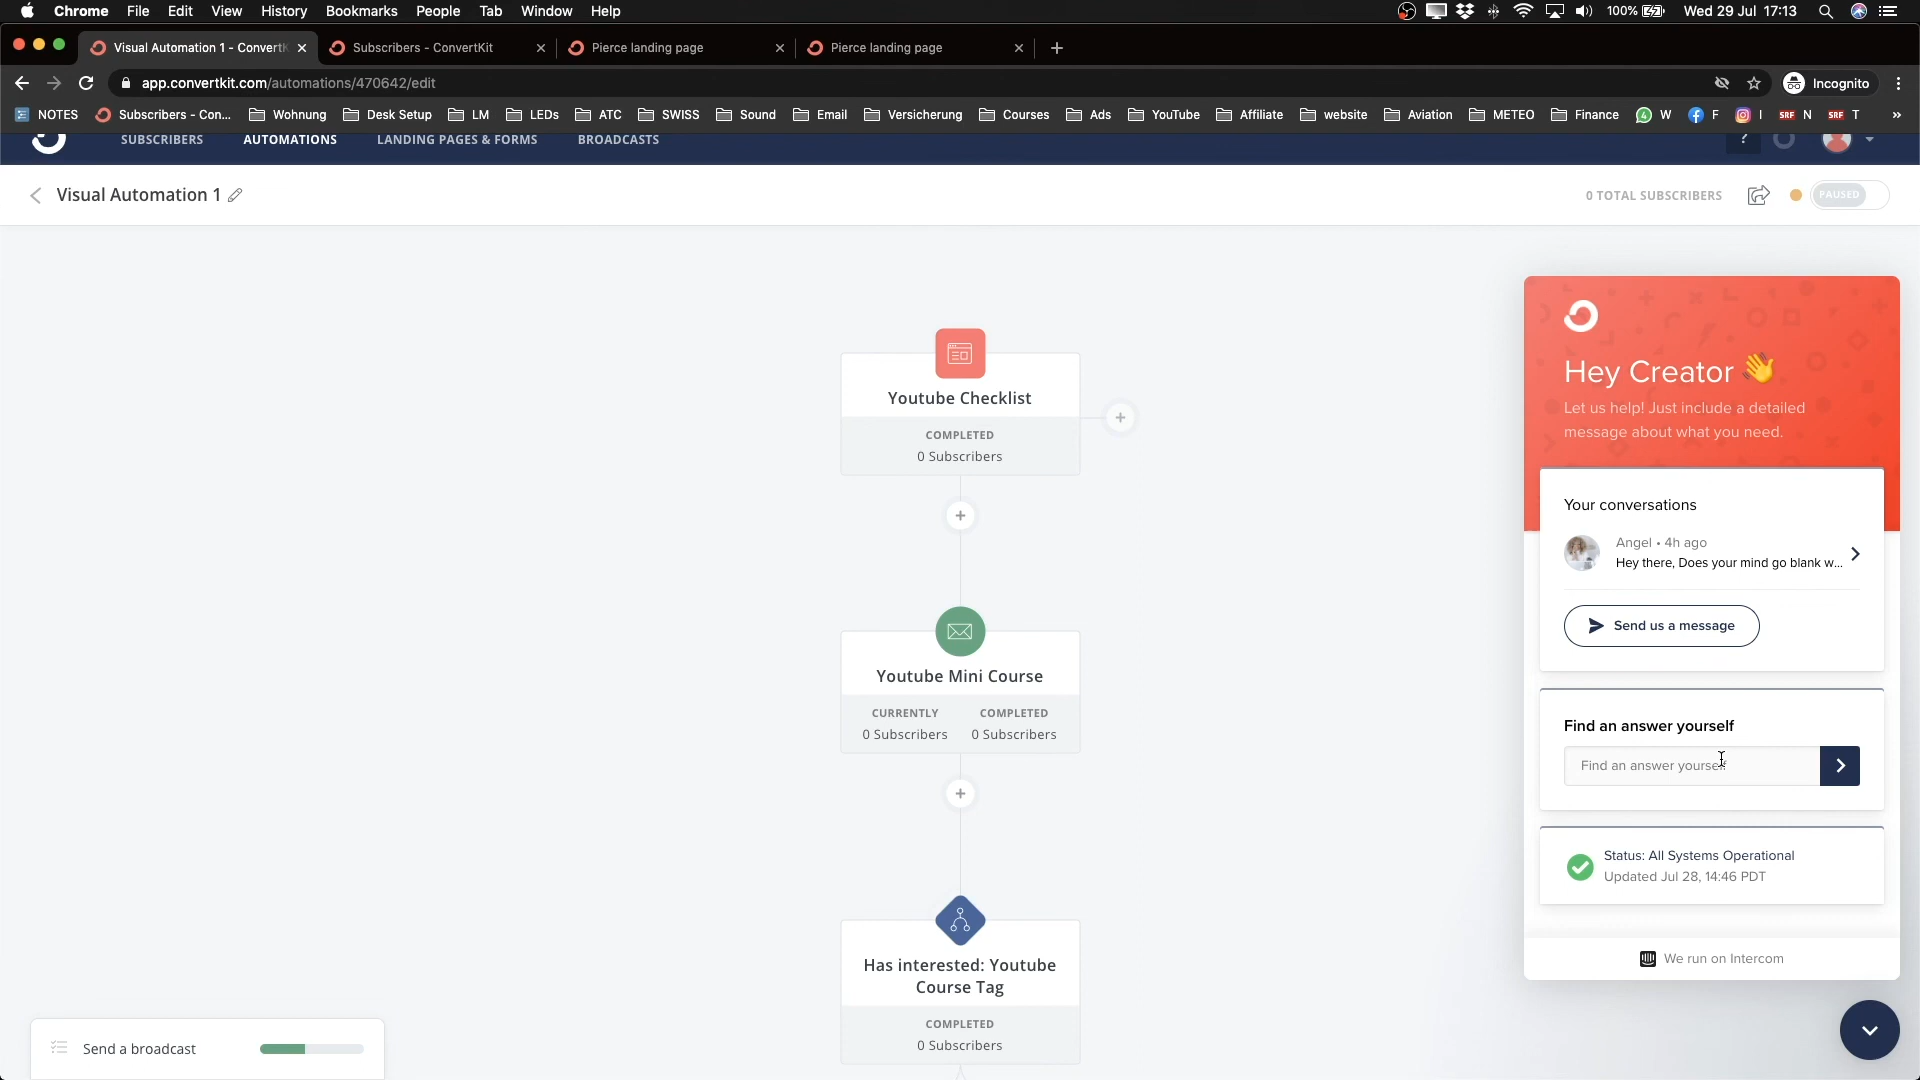 Chrome File Edit View History Bookmarks People Tab Window Help 100% Wed 29 Jul 17:13
Visual Automation 1 - ConvertK Subscribers - ConvertKit Pierce landing page Pierce landing page
app.convertkit.com/automations/470642/edit Incognito
NOTES Subscribers - Con... Wohnung Desk Setup LM LEDs ATC SWISS Sound Email Versicherung Courses Ads YouTube Affiliate website Aviation METEO Finance W F I SRF N SRF T »
SUBSCRIBERS AUTOMATIONS LANDING PAGES & FORMS BROADCASTS ?
Visual Automation 1 0 TOTAL SUBSCRIBERS PAUSED
Youtube Checklist
COMPLETED
0 Subscribers
Youtube Mini Course
CURRENTLY COMPLETED
0 Subscribers 0 Subscribers
Has interested: Youtube
Course Tag
COMPLETED
0 Subscribers
Hey Creator 👋
Let us help! Just include a detailed
message about what you need.
Your conversations
Angel • 4h ago
Hey there, Does your mind go blank w...
Send us a message
Find an answer yourself
Find an answer yourself
Status: All Systems Operational
Updated Jul 28, 14:46 PDT
We run on Intercom
Send a broadcast